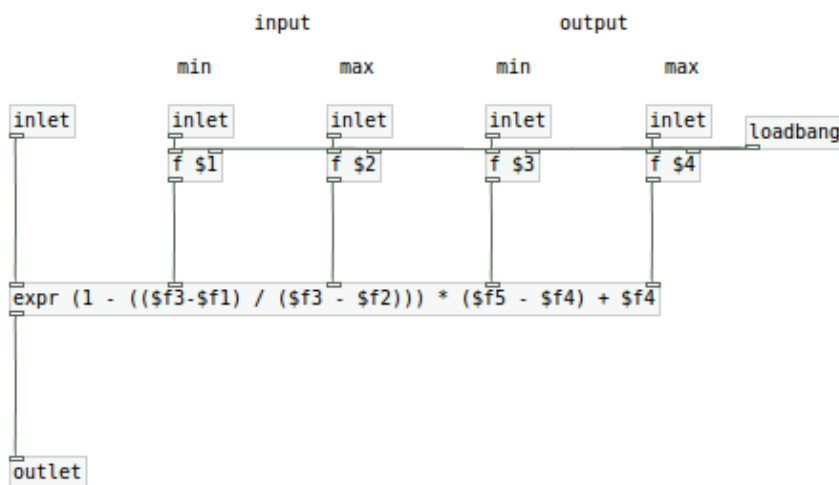 input output
min max min max
inlet inlet inlet inlet inlet loadbang
f $1 f $2 f $3 f $4
expr (1 - (($f3-$f1) / ($f3 - $f2))) * ($f5 - $f4) + $f4
outlet